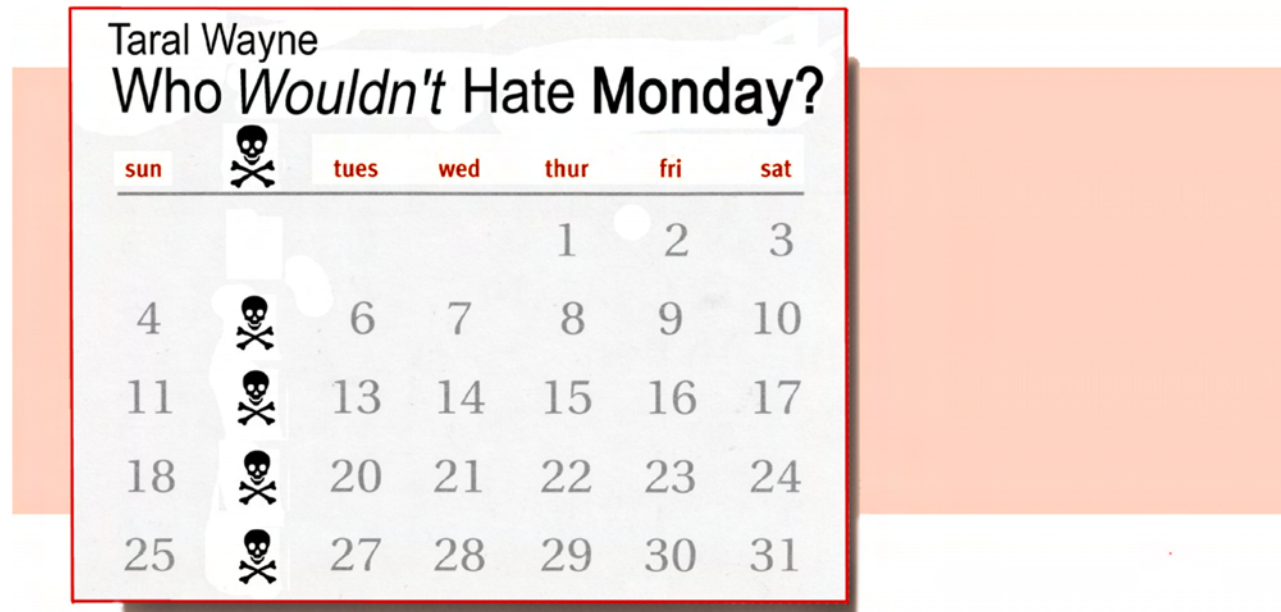 Taral Wayne
Who Wouldn't Hate Monday?
sun tues wed thur fri sat
1 2 3
4 6 7 8 9 10
11 13 14 15 16 17
18 20 21 22 23 24
25 27 28 29 30 31